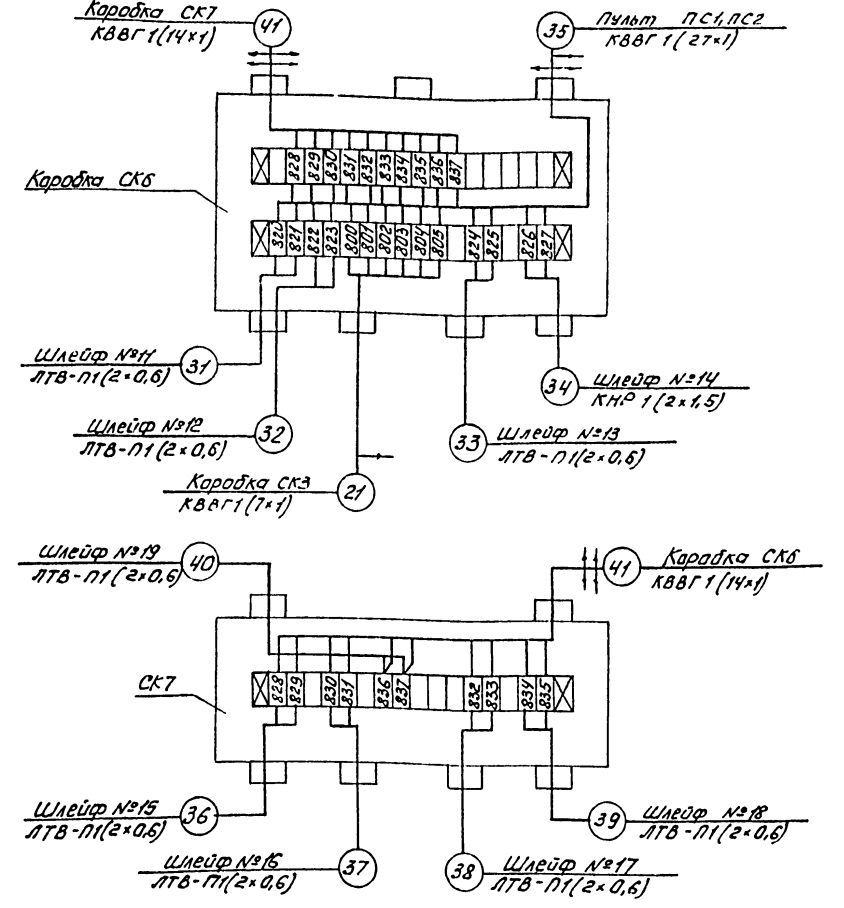 Коробка СК7
КВВГ 1(14×1)
41
35
Пульт ПС1, ПС2
КВВГ 1(27×1)
Коробка СК6
828 829 830 831 832 833 834 835 836 837
820 821 822 823 800 801 802 803 804 805 824 825 826 827
Шлейф №11
ЛТВ-П1(2×0,6)
31
34
Шлейф №14
КНР 1(2×1,5)
Шлейф №12
ЛТВ-П1(2×0,6)
32
33
Шлейф №13
ЛТВ-П1(2×0,6)
Коробка СК3
КВВГ1(7×1)
21
Шлейф №19
ЛТВ-П1(2×0,6)
40
41
Коробка СК6
КВВГ 1(14×1)
СК7
828 829 830 831 836 837 832 833 834 835
Шлейф №15
ЛТВ-П1(2×0,6)
36
39
Шлейф №18
ЛТВ-П1(2×0,6)
Шлейф №16
ЛТВ-П1(2×0,6)
37
38
Шлейф №17
ЛТВ-П1(2×0,6)